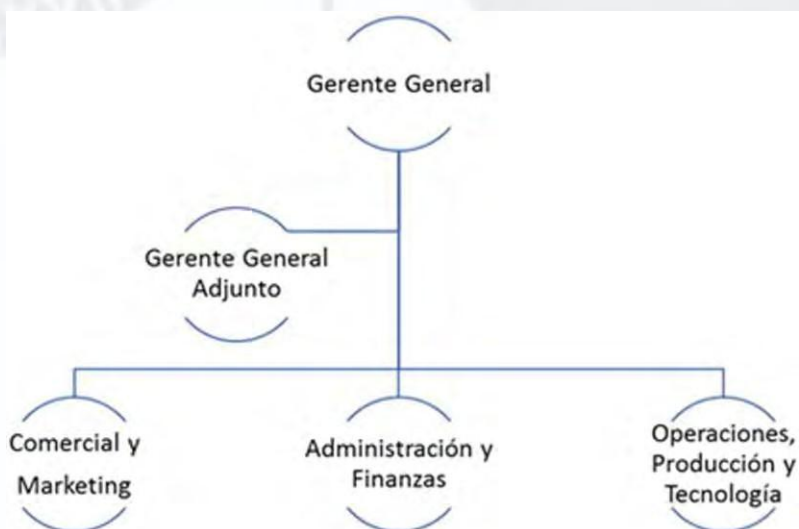 Gerente General
Gerente General
Adjunto
Comercial y
Marketing
Administración y
Finanzas
Operaciones,
Producción y
Tecnología